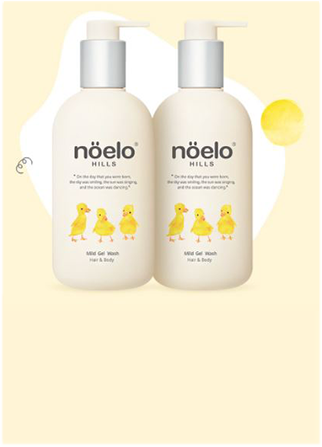 nöelo®
HILLS
" On the day that you were born,
the sky was smiling, the sun was singing,
and the ocean was dancing. "
Mild Gel Wash
Hair & Body
nöelo®
HILLS
" On the day that you were born,
the sky was smiling, the sun was singing,
and the ocean was dancing. "
Mild Gel Wash
Hair & Body